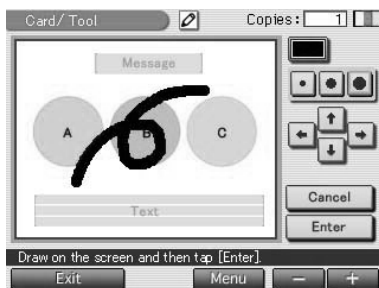 Card/Tool Copies: 1
Message
A B C
Text
Cancel
Enter
Draw on the screen and then tap [Enter].
Exit Menu - +